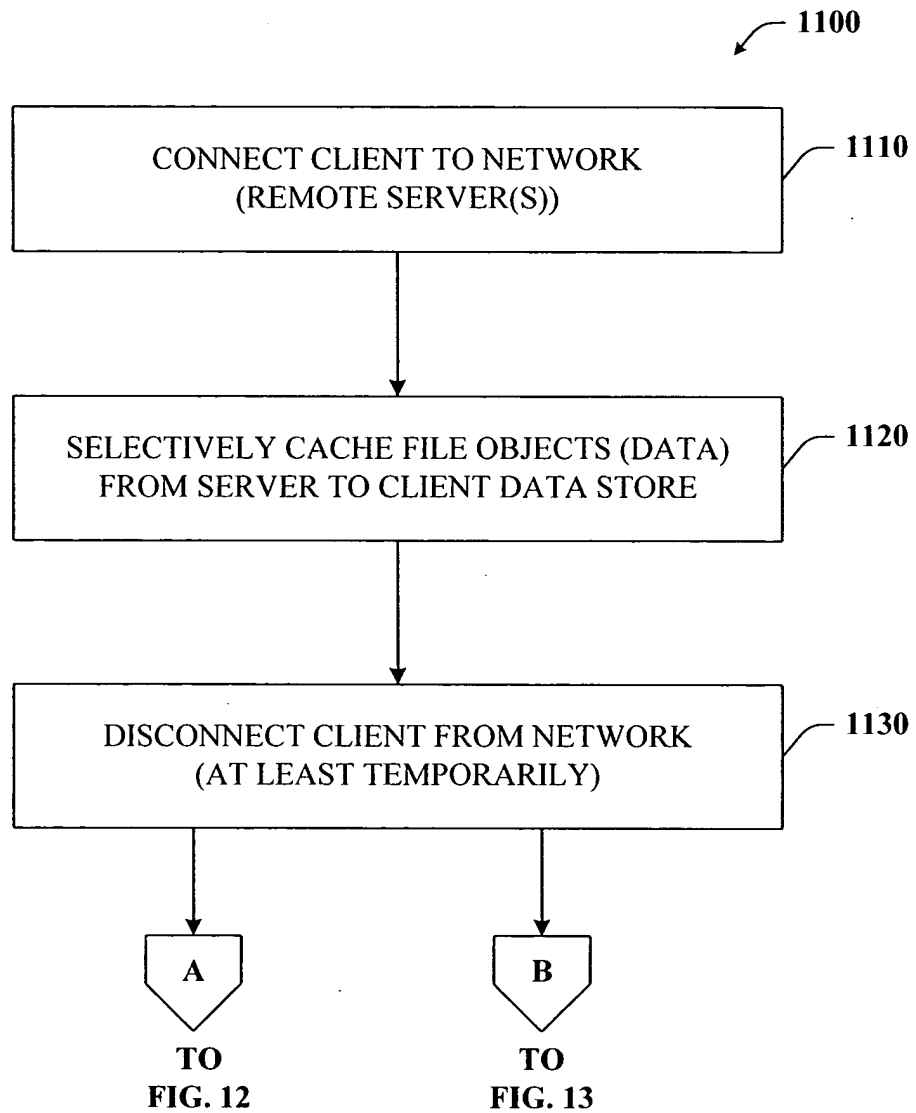 1100
CONNECT CLIENT TO NETWORK
(REMOTE SERVER(S))
1110
SELECTIVELY CACHE FILE OBJECTS (DATA)
FROM SERVER TO CLIENT DATA STORE
1120
DISCONNECT CLIENT FROM NETWORK
(AT LEAST TEMPORARILY)
1130
A
B
TO
FIG. 12
TO
FIG. 13